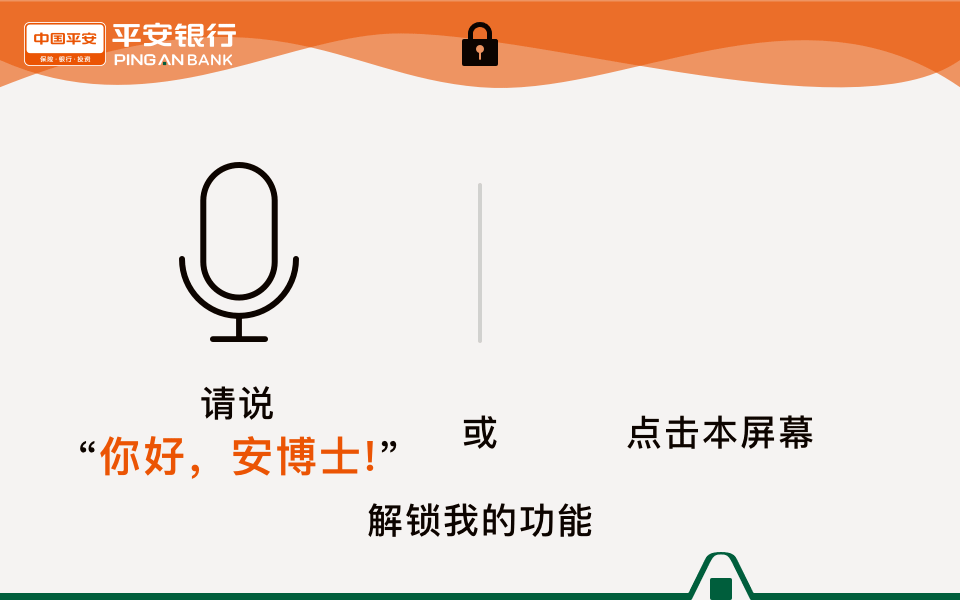 中国平安
保险·银行·投资
平安银行
PING AN BANK
请说
“你好，安博士!”
或
点击本屏幕
解锁我的功能